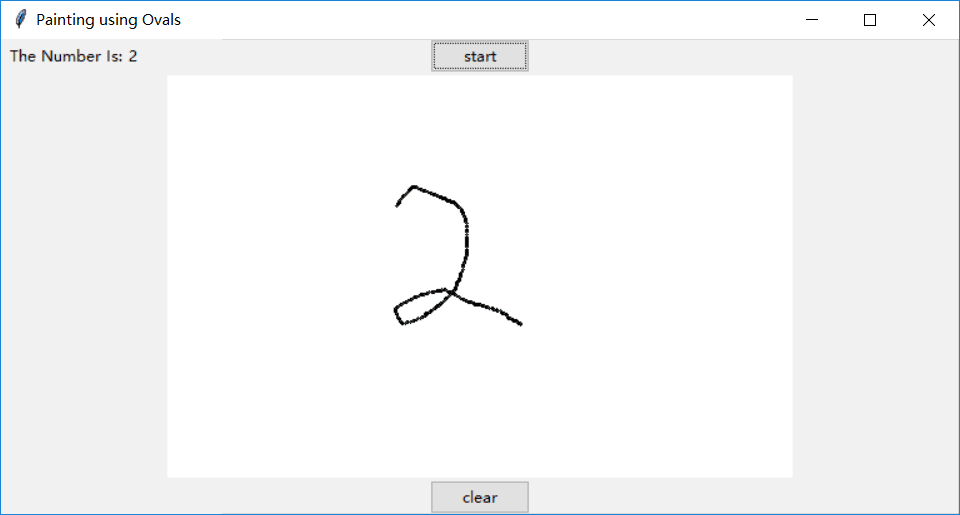 Painting using Ovals
The Number Is: 2
start
2
clear